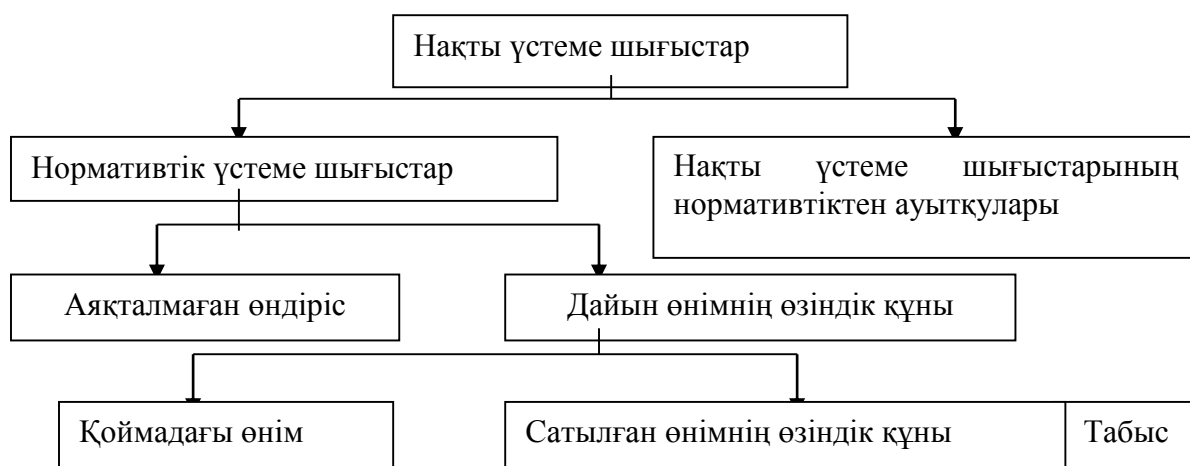 Нақты үстеме шығыстар
Нормативтік үстеме шығыстар
Нақты үстеме шығыстарының
нормативтіктен ауытқулары
Аяқталмаған өндіріс
Дайын өнімнің өзіндік құны
Қоймадағы өнім
Сатылған өнімнің өзіндік құны
Табыс